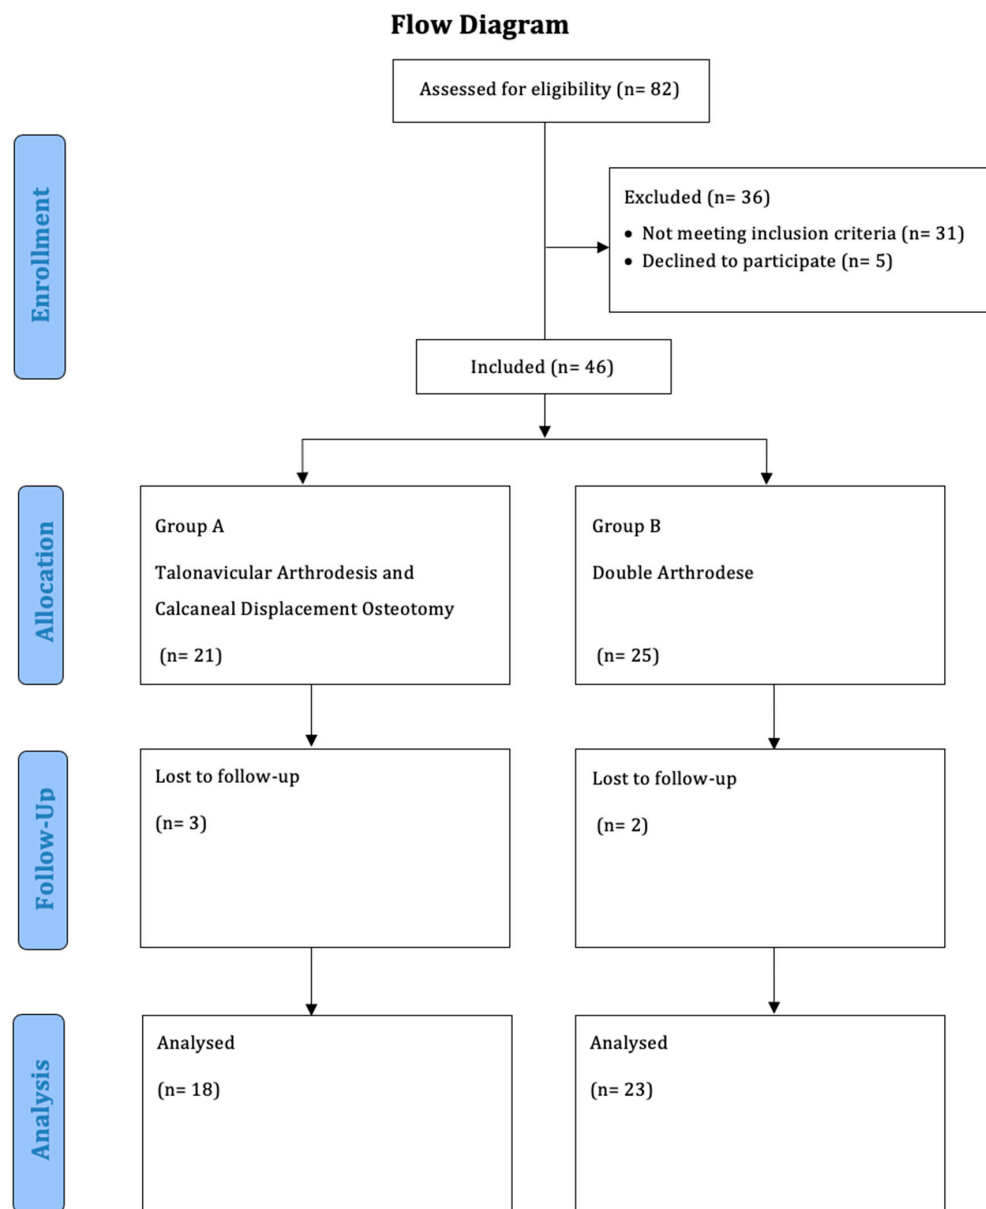 Flow Diagram
Assessed for eligibility (n= 82)
Enrollment
Excluded (n= 36)
• Not meeting inclusion criteria (n= 31)
• Declined to participate (n= 5)
Included (n= 46)
Allocation
Group A
Talonavicular Arthrodesis and
Calcaneal Displacement Osteotomy
(n= 21)
Group B
Double Arthrodese
(n= 25)
Follow-Up
Lost to follow-up
(n= 3)
Lost to follow-up
(n= 2)
Analysis
Analysed
(n= 18)
Analysed
(n= 23)